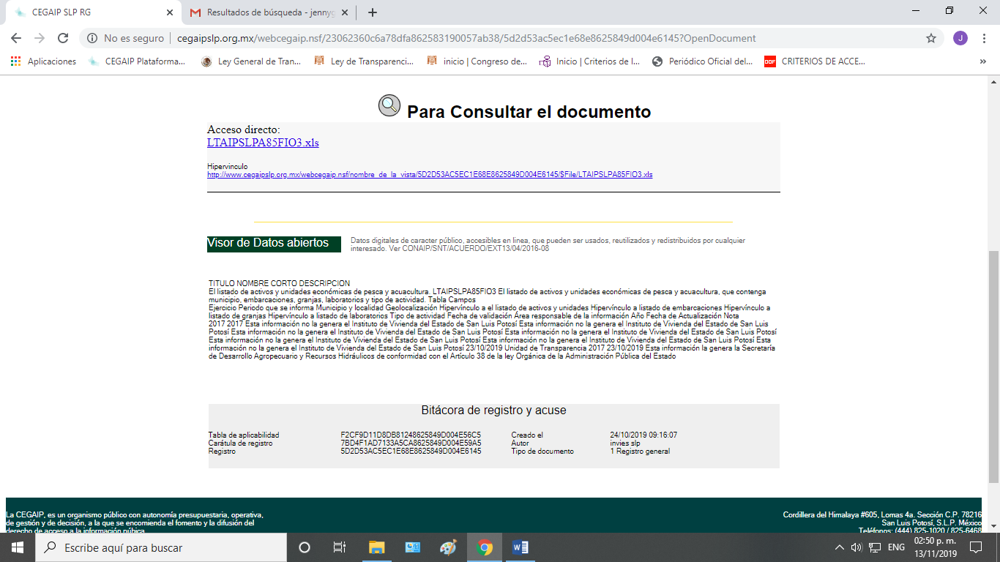 CEGAIP SLP RG
Resultados de búsqueda - jennyg
No es seguro | cegaipslp.org.mx/webcegaip.nsf/23062360c6a78dfa862583190057ab38/5d2d53ac5ec1e68e8625849d004e6145?OpenDocument
J
Aplicaciones CEGAIP Plataforma... Ley General de Tran... Ley de Transparenci... inicio | Congreso de... Inicio | Criterios de I... Periódico Oficial del... DOF CRITERIOS DE ACCE... »
Para Consultar el documento
Acceso directo:
LTAIPSLPA85FIO3.xls
Hipervinculo
http://www.cegaipslp.org.mx/webcegaip.nsf/nombre_de_la_vista/5D2D53AC5EC1E68E8625849D004E6145/$File/LTAIPSLPA85FIO3.xls
Visor de Datos abiertos
Datos digitales de caracter público, accesibles en linea, que pueden ser usados, reutilizados y redistribuidos por cualquier
interesado. Ver CONAIP/SNT/ACUERDO/EXT13/04/2016-08
TITULO NOMBRE CORTO DESCRIPCION
El listado de activos y unidades económicas de pesca y acuacultura. LTAIPSLPA85FIO3 El listado de activos y unidades económicas de pesca y acuacultura, que contenga
municipio, embarcaciones, granjas, laboratorios y tipo de actividad. Tabla Campos
Ejercicio Periodo que se informa Municipio y localidad Geolocalización Hipervínculo a el listado de activos y unidades Hipervínculo a listado de embarcaciones Hipervínculo a
listado de granjas Hipervínculo a listado de laboratorios Tipo de actividad Fecha de validación Área responsable de la información Año Fecha de Actualización Nota
2017 2017 Esta información no la genera el Instituto de Vivienda del Estado de San Luis Potosí Esta información no la genera el Instituto de Vivienda del Estado de San Luis
Potosí Esta información no la genera el Instituto de Vivienda del Estado de San Luis Potosí Esta información no la genera el Instituto de Vivienda del Estado de San Luis Potosí
Esta información no la genera el Instituto de Vivienda del Estado de San Luis Potosí Esta información no la genera el Instituto de Vivienda del Estado de San Luis Potosí Esta
información no la genera el Instituto de Vivienda del Estado de San Luis Potosí 23/10/2019 Unidad de Transparencia 2017 23/10/2019 Esta información la genera la Secretaría
de Desarrollo Agropecuario y Recursos Hidráulicos de conformidad con el Artículo 38 de la ley Orgánica de la Administración Pública del Estado
Bitácora de registro y acuse
Tabla de aplicabilidad F2CF9D11D8DB81248625849D004E56C5 Creado el 24/10/2019 09:16:07
Carátula de registro 7BD4F1AD7133A5CA8625849D004E59A5 Autor invies slp
Registro 5D2D53AC5EC1E68E8625849D004E6145 Tipo de documento 1 Registro general
La CEGAIP, es un organismo público con autonomía presupuestaria, operativa,
de gestión y de decisión, a la que se encomienda el fomento y la difusión del
derecho de acceso a la información púbica
Cordillera del Himalaya #605, Lomas 4a. Sección C.P. 78216
San Luis Potosí, S.L.P. México
Teléfonos: (444) 825-1020 / 825-6468
Escribe aquí para buscar
ENG
02:50 p. m.
13/11/2019